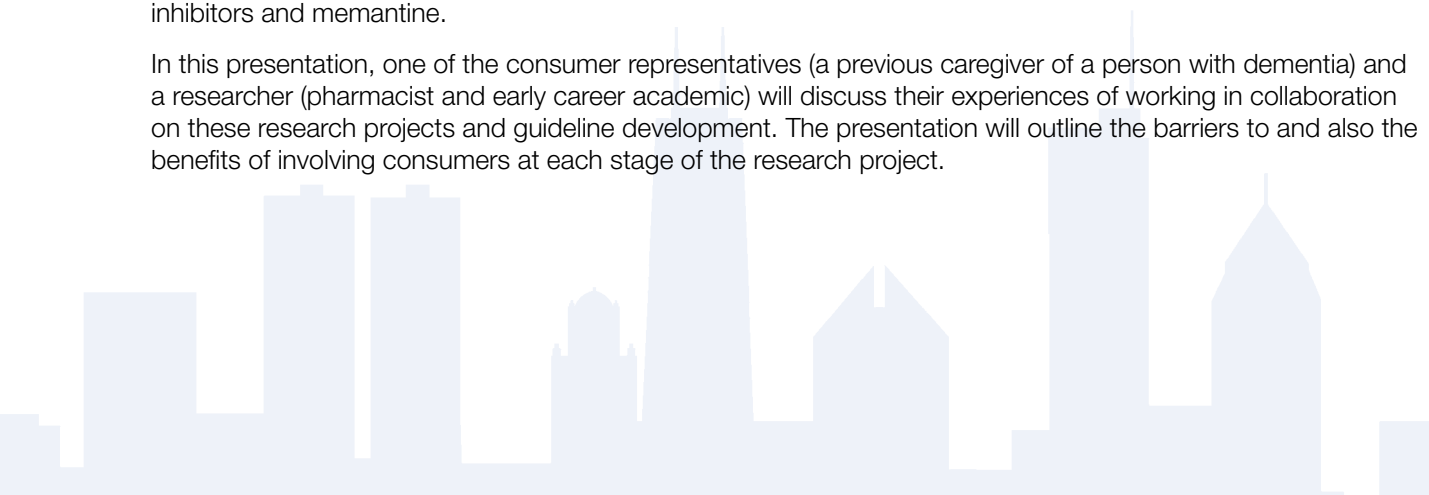 inhibitors and memantine.
In this presentation, one of the consumer representatives (a previous caregiver of a person with dementia) and
a researcher (pharmacist and early career academic) will discuss their experiences of working in collaboration
on these research projects and guideline development. The presentation will outline the barriers to and also the
benefits of involving consumers at each stage of the research project.